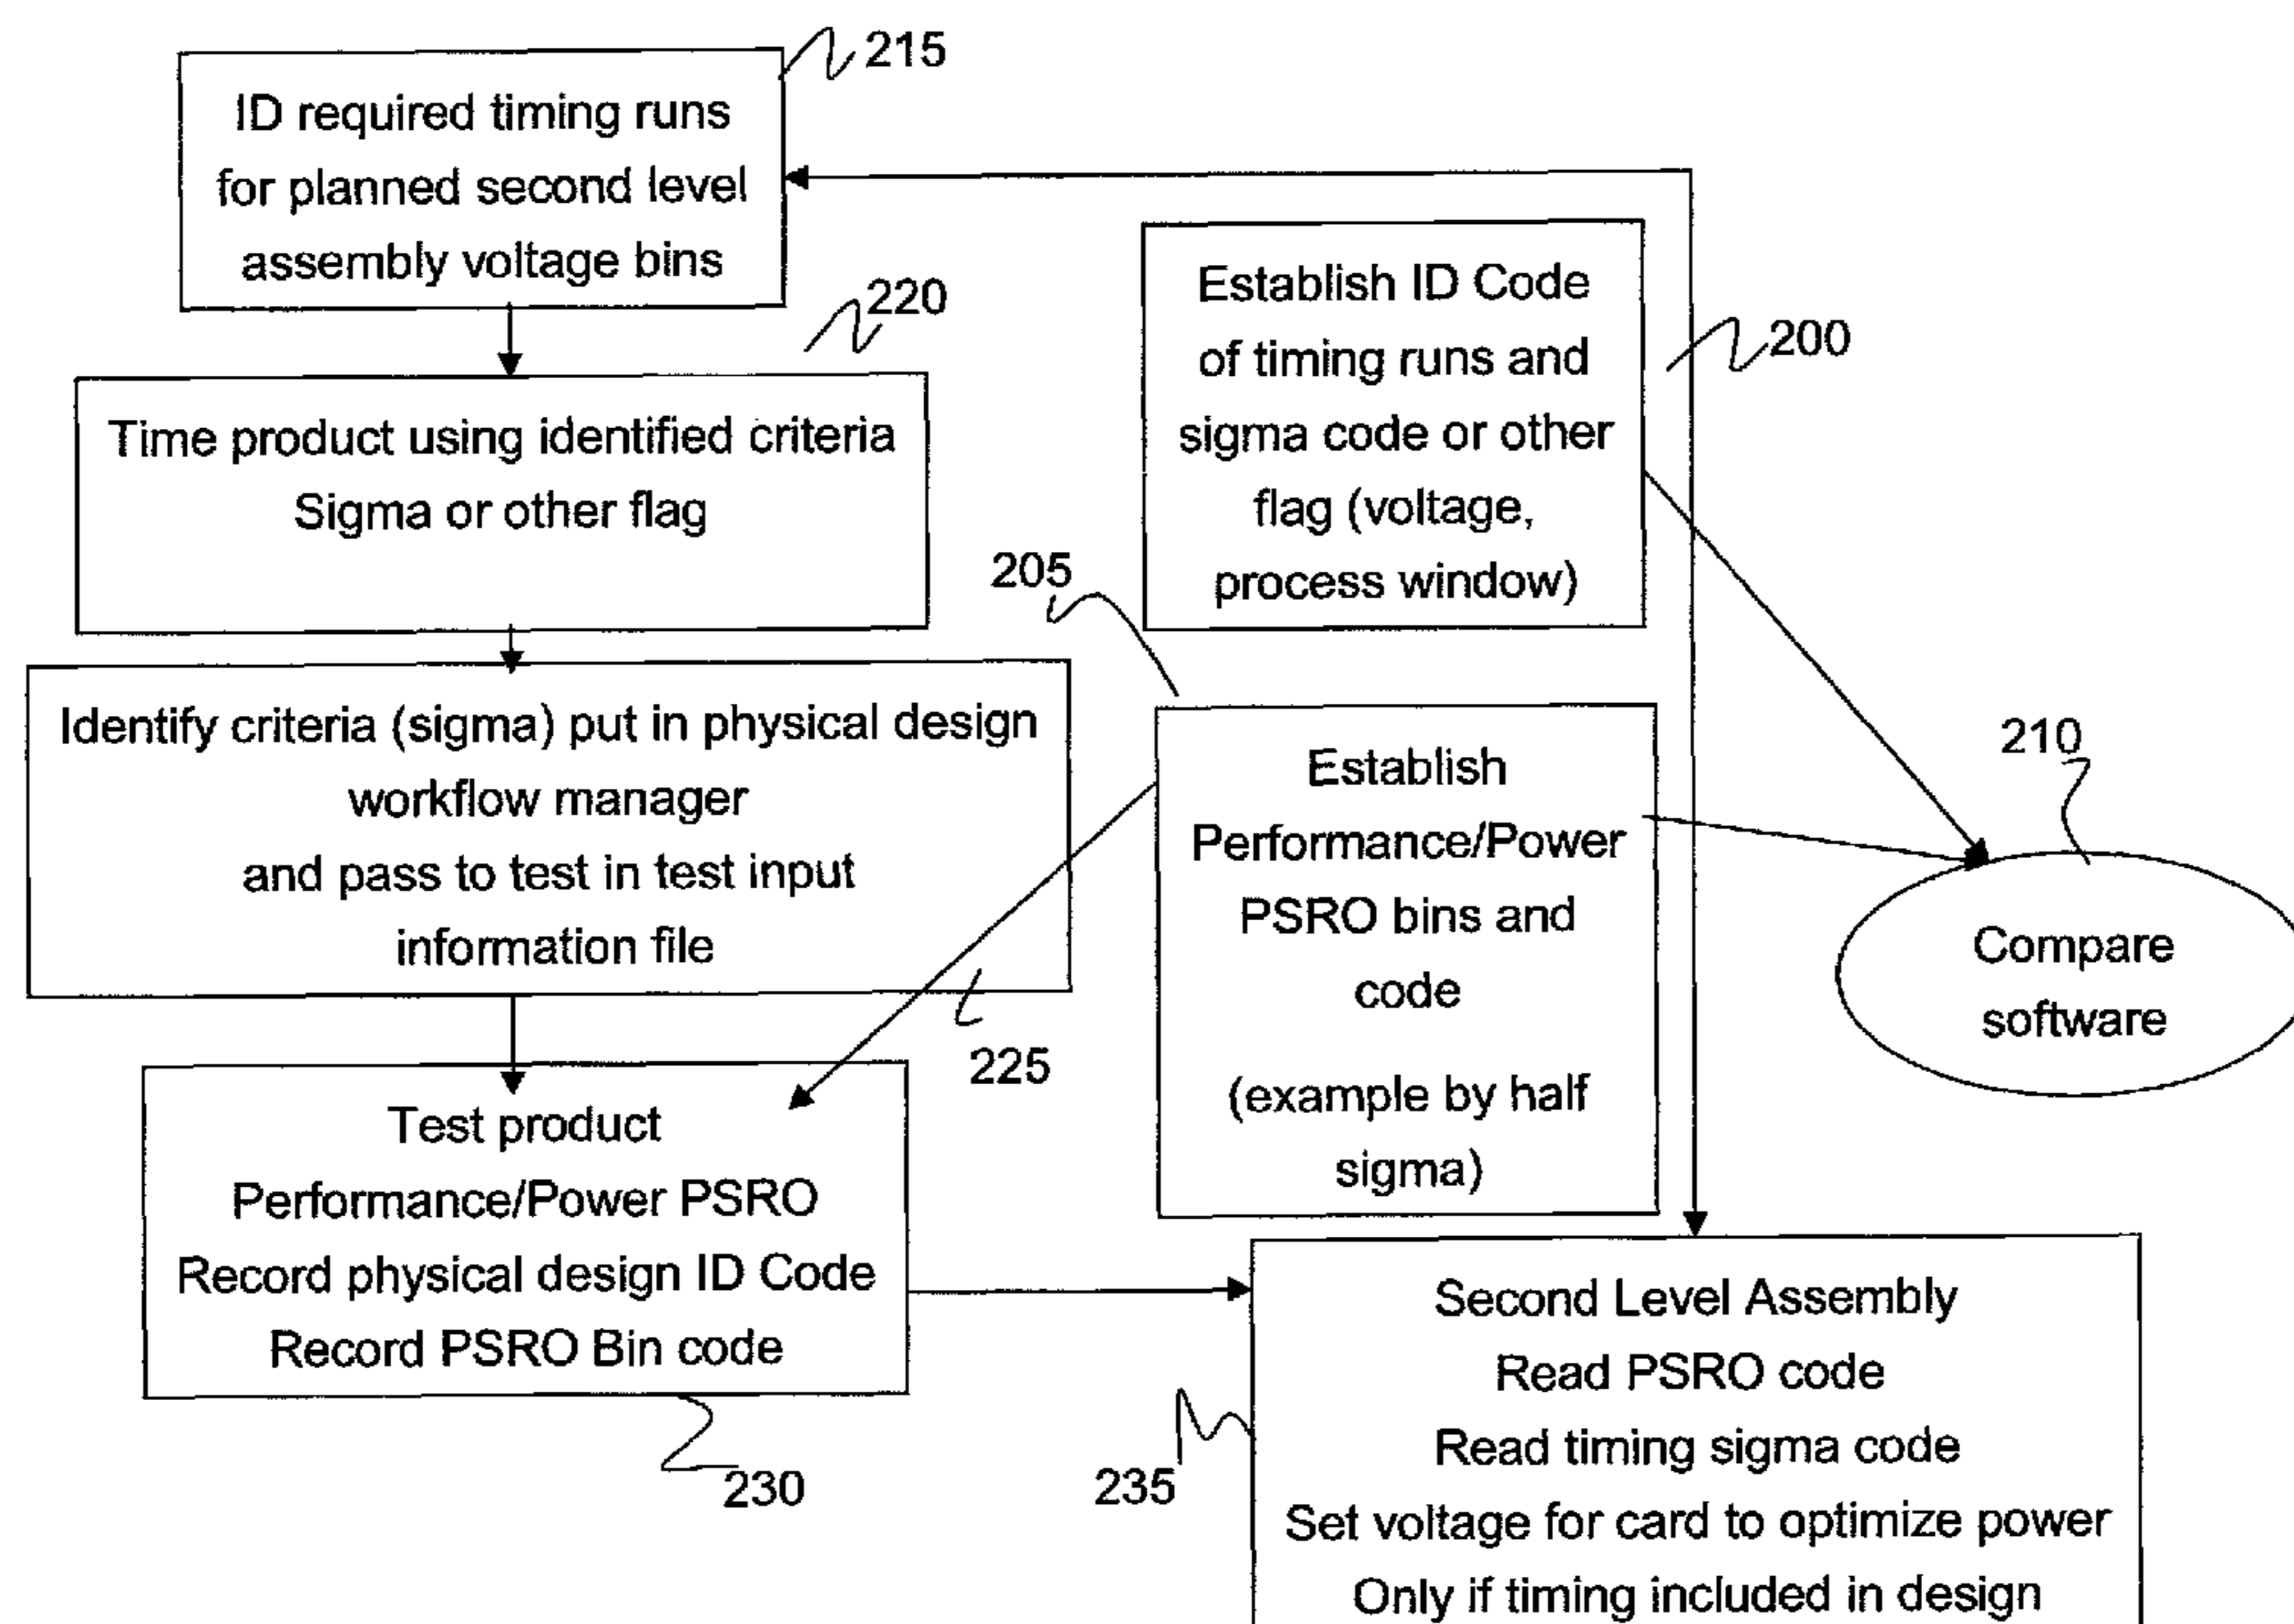 215
ID required timing runs
for planned second level
assembly voltage bins
220
Time product using identified criteria
Sigma or other flag
Identify criteria (sigma) put in physical design
workflow manager
and pass to test in test input
information file
225
Test product
Performance/Power PSRO
Record physical design ID Code
Record PSRO Bin code
230
Establish ID Code
of timing runs and
sigma code or other
flag (voltage,
process window)
200
205
Establish
Performance/Power
PSRO bins and
code
(example by half
sigma)
210
Compare
software
235
Second Level Assembly
Read PSRO code
Read timing sigma code
Set voltage for card to optimize power
Only if timing included in design